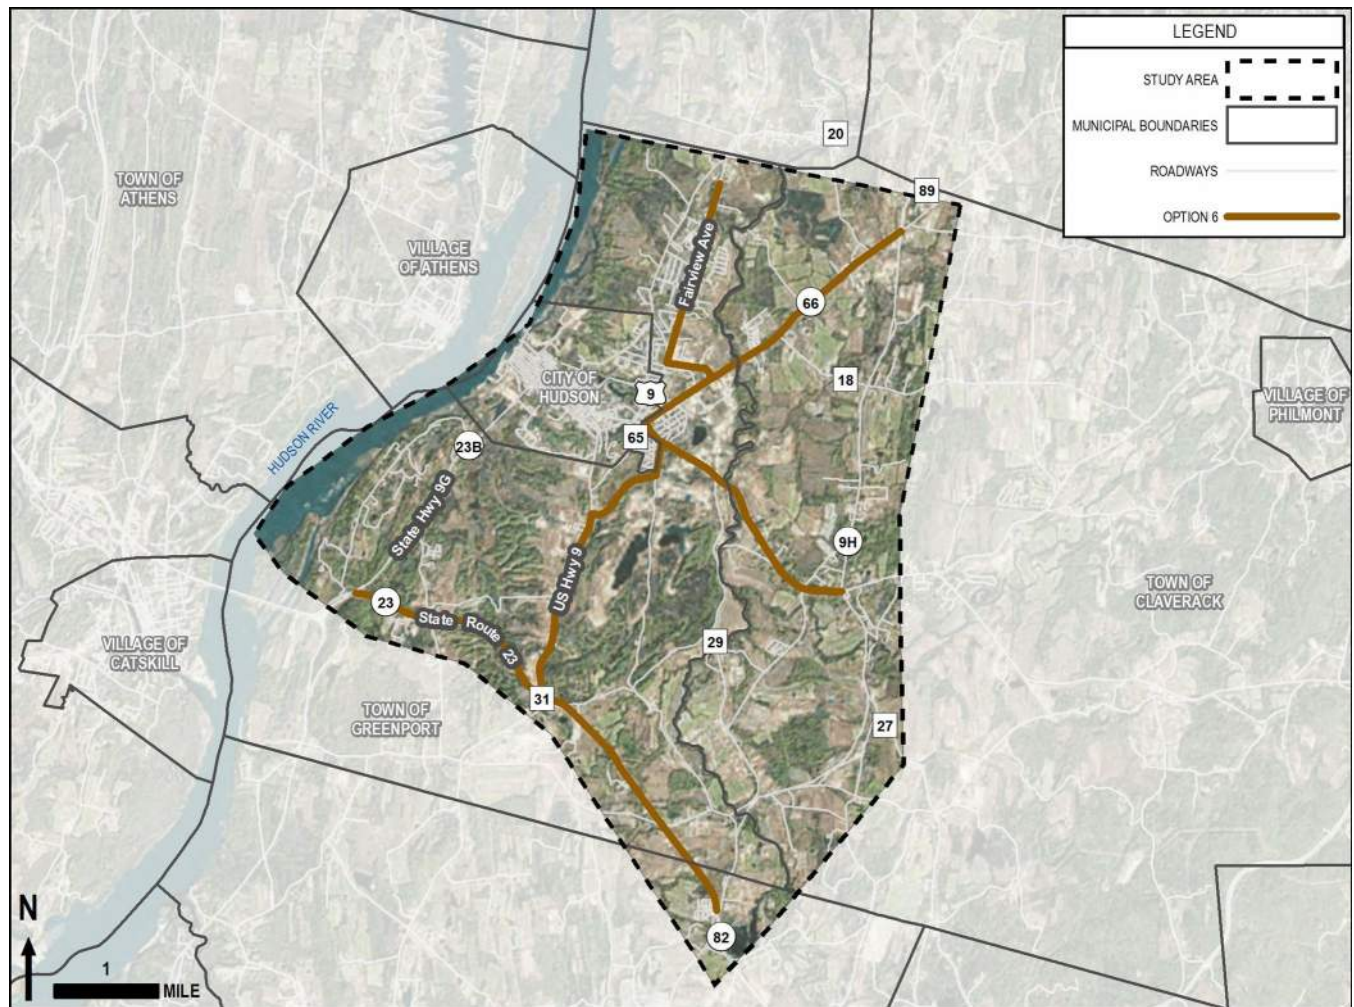 LEGEND
STUDY AREA
MUNICIPAL BOUNDARIES
ROADWAYS
OPTION 6
20
89
TOWN OF
ATHENS
VILLAGE
OF ATHENS
Fairview Ave
66
18
CITY OF
HUDSON
9
VILLAGE OF
PHILMONT
HUDSON RIVER
65
23B
State Hwy 9G
9H
US Hwy 9
TOWN OF
CLAVERACK
23
State Route 23
29
VILLAGE OF
CATSKILL
31
TOWN OF
GREENPORT
27
82
N
1
MILE